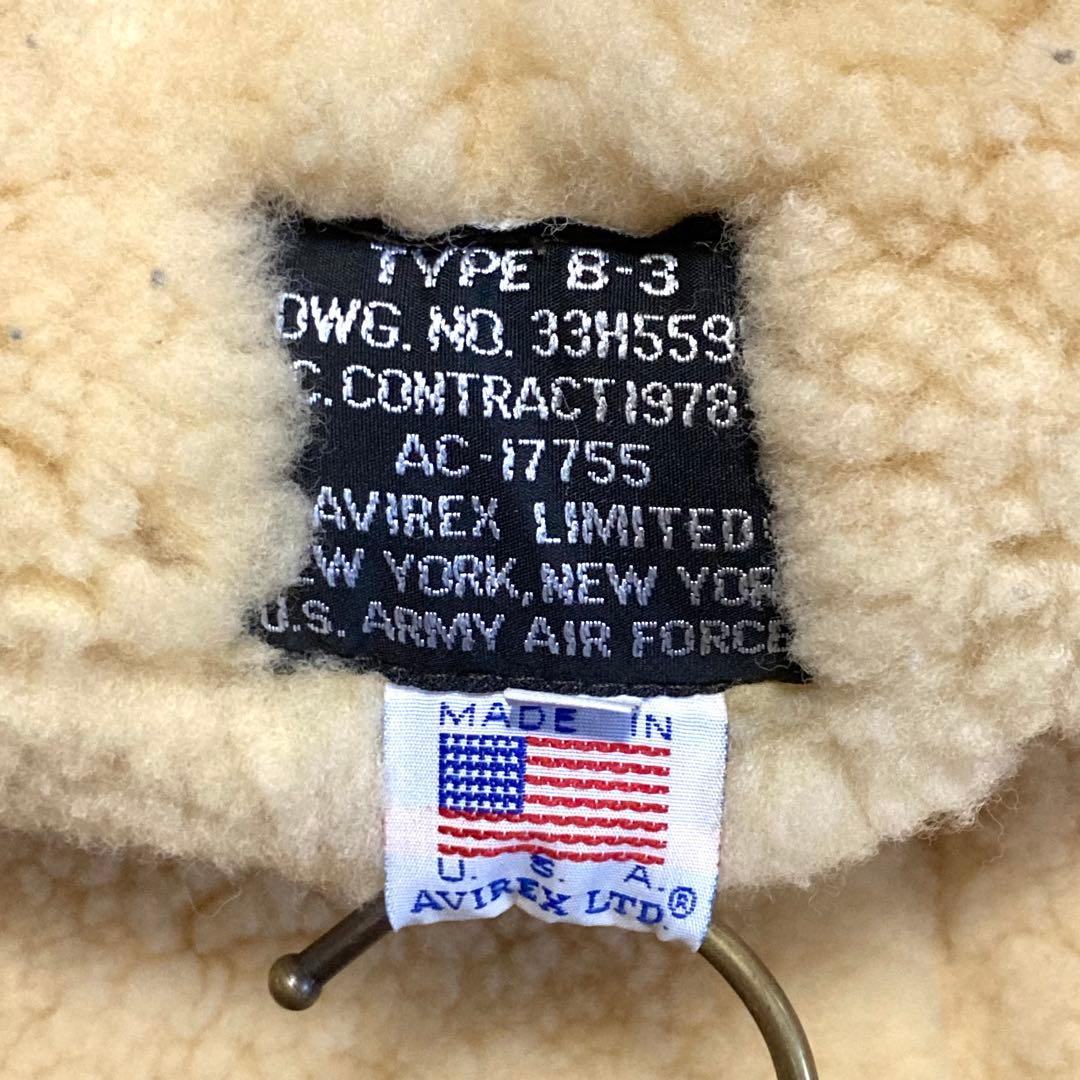 TYPE B-3
DWG. NO. 33H559
C. CONTRACT 1978
AC-17755
AVIREX LIMITED
EW YORK, NEW YOR
U.S. ARMY AIR FORCE
MADE IN
U. S. A.
AVIREX LTD.®